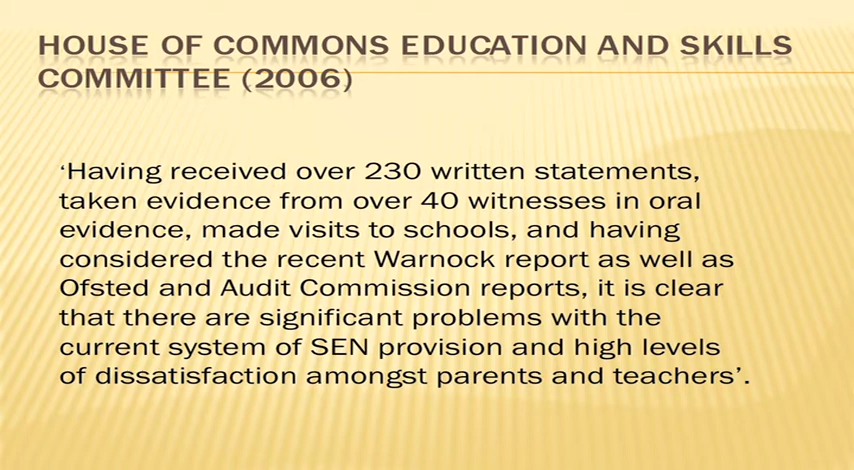 HOUSE OF COMMONS EDUCATION AND SKILLS
COMMITTEE (2006)
‘Having received over 230 written statements,
taken evidence from over 40 witnesses in oral
evidence, made visits to schools, and having
considered the recent Warnock report as well as
Ofsted and Audit Commission reports, it is clear
that there are significant problems with the
current system of SEN provision and high levels
of dissatisfaction amongst parents and teachers’.